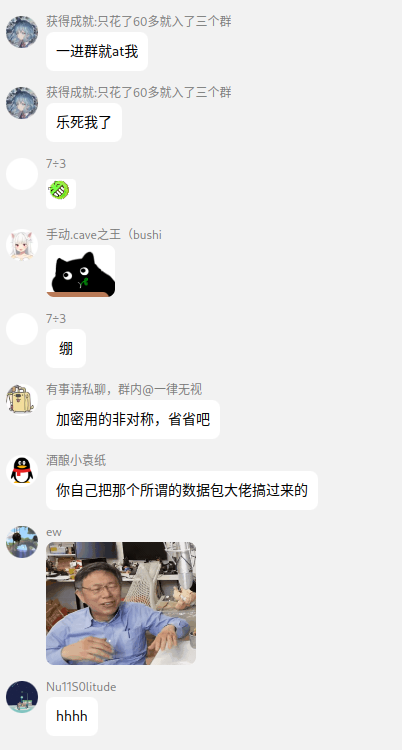 获得成就:只花了60多就入了三个群
一进群就at我
获得成就:只花了60多就入了三个群
乐死我了
7÷3
手动.cave之王（bushi
7÷3
绷
有事请私聊，群内@一律无视
加密用的非对称，省省吧
酒酿小袁纸
你自己把那个所谓的数据包大佬搞过来的
ew
Nu11S0litude
hhhh